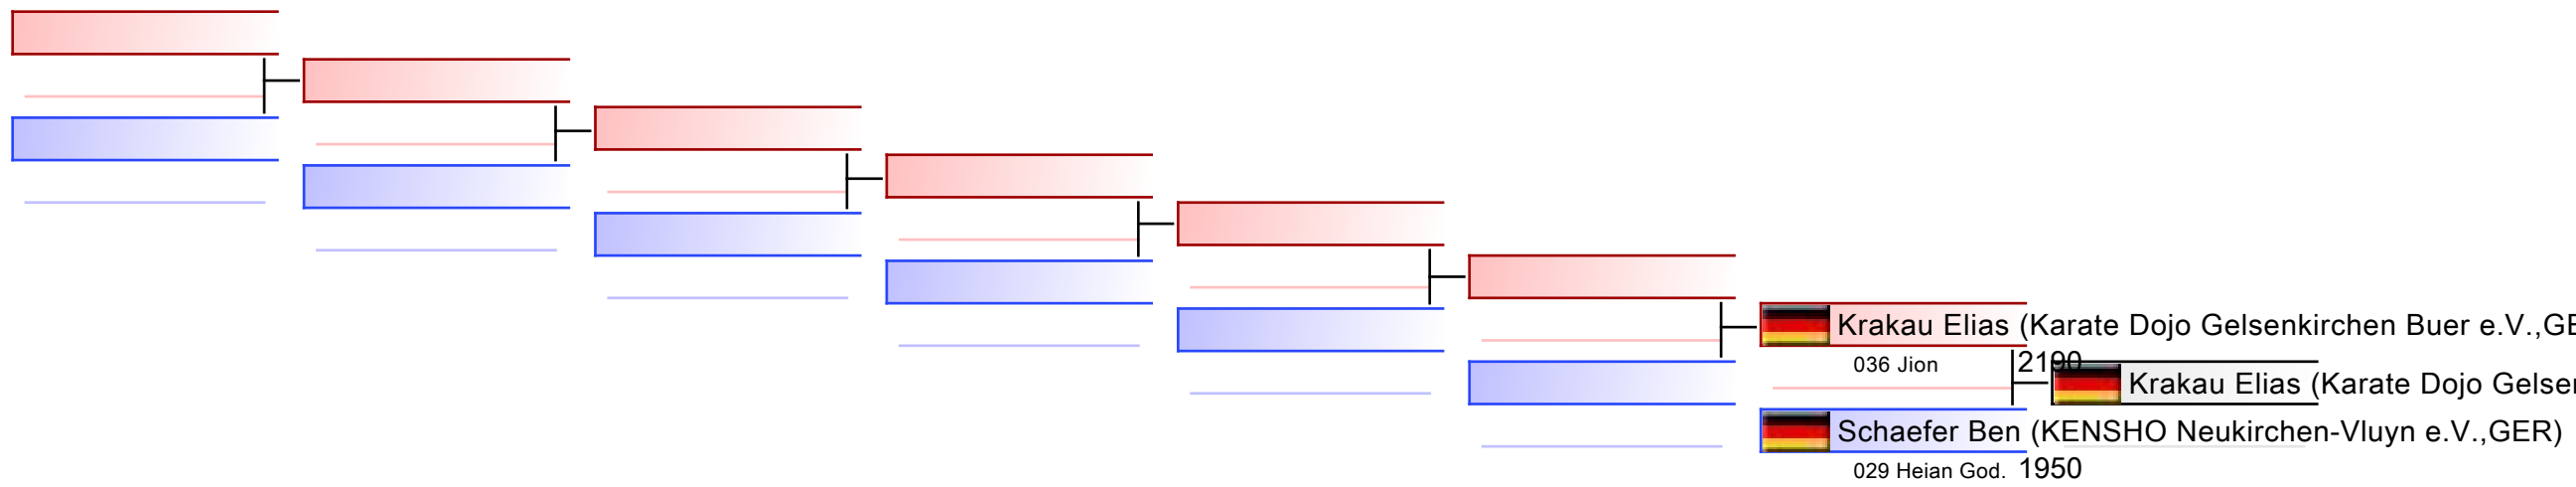 Krakau Elias (Karate Dojo Gelsenkirchen Buer e.V.,GE
036 Jion 2190
Krakau Elias (Karate Dojo Gelse
Schaefer Ben (KENSHO Neukirchen-Vluyn e.V.,GER)
029 Heian God. 1950